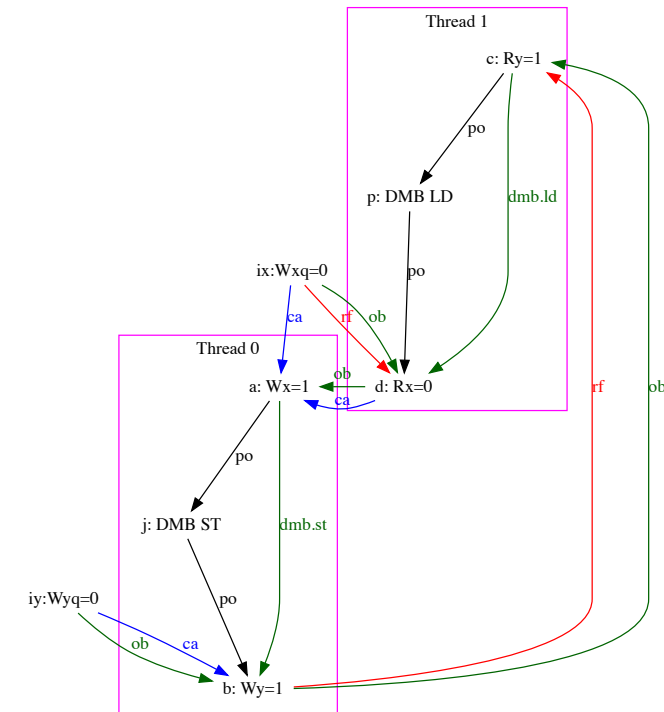 Thread 1
c: Ry=1
po
p: DMB LD
dmb.ld
po
ix:Wxq=0
ca
rf
ob
Thread 0
ob
a: Wx=1
d: Rx=0
ca
rf
ob
po
j: DMB ST
dmb.st
po
iy:Wyq=0
ob
ca
b: Wy=1